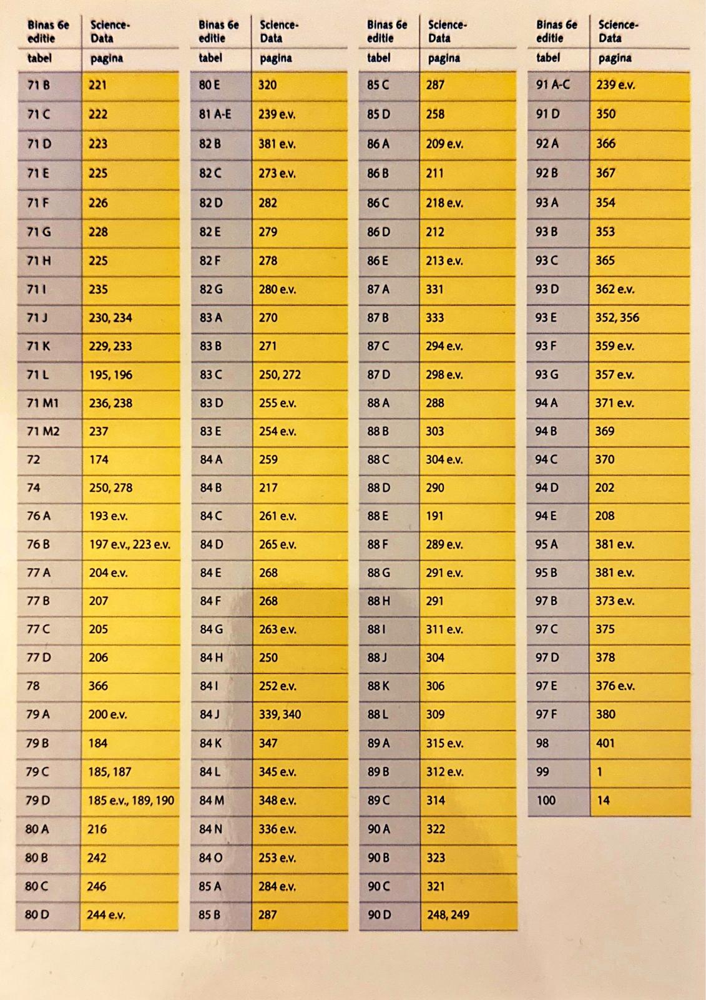 Binas 6e editie | Science-Data
tabel | pagina
71 B | 221
71 C | 222
71 D | 223
71 E | 225
71 F | 226
71 G | 228
71 H | 225
71 I | 235
71 J | 230, 234
71 K | 229, 233
71 L | 195, 196
71 M1 | 236, 238
71 M2 | 237
72 | 174
74 | 250, 278
76 A | 193 e.v.
76 B | 197 e.v., 223 e.v.
77 A | 204 e.v.
77 B | 207
77 C | 205
77 D | 206
78 | 366
79 A | 200 e.v.
79 B | 184
79 C | 185, 187
79 D | 185 e.v., 189, 190
80 A | 216
80 B | 242
80 C | 246
80 D | 244 e.v.
Binas 6e editie | Science-Data
tabel | pagina
80 E | 320
81 A-E | 239 e.v.
82 B | 381 e.v.
82 C | 273 e.v.
82 D | 282
82 E | 279
82 F | 278
82 G | 280 e.v.
83 A | 270
83 B | 271
83 C | 250, 272
83 D | 255 e.v.
83 E | 254 e.v.
84 A | 259
84 B | 217
84 C | 261 e.v.
84 D | 265 e.v.
84 E | 268
84 F | 268
84 G | 263 e.v.
84 H | 250
84 I | 252 e.v.
84 J | 339, 340
84 K | 347
84 L | 345 e.v.
84 M | 348 e.v.
84 N | 336 e.v.
84 O | 253 e.v.
85 A | 284 e.v.
85 B | 287
Binas 6e editie | Science-Data
tabel | pagina
85 C | 287
85 D | 258
86 A | 209 e.v.
86 B | 211
86 C | 218 e.v.
86 D | 212
86 E | 213 e.v.
87 A | 331
87 B | 333
87 C | 294 e.v.
87 D | 298 e.v.
88 A | 288
88 B | 303
88 C | 304 e.v.
88 D | 290
88 E | 191
88 F | 289 e.v.
88 G | 291 e.v.
88 H | 291
88 I | 311 e.v.
88 J | 304
88 K | 306
88 L | 309
89 A | 315 e.v.
89 B | 312 e.v.
89 C | 314
90 A | 322
90 B | 323
90 C | 321
90 D | 248, 249
Binas 6e editie | Science-Data
tabel | pagina
91 A-C | 239 e.v.
91 D | 350
92 A | 366
92 B | 367
93 A | 354
93 B | 353
93 C | 365
93 D | 362 e.v.
93 E | 352, 356
93 F | 359 e.v.
93 G | 357 e.v.
94 A | 371 e.v.
94 B | 369
94 C | 370
94 D | 202
94 E | 208
95 A | 381 e.v.
95 B | 381 e.v.
97 B | 373 e.v.
97 C | 375
97 D | 378
97 E | 376 e.v.
97 F | 380
98 | 401
99 | 1
100 | 14